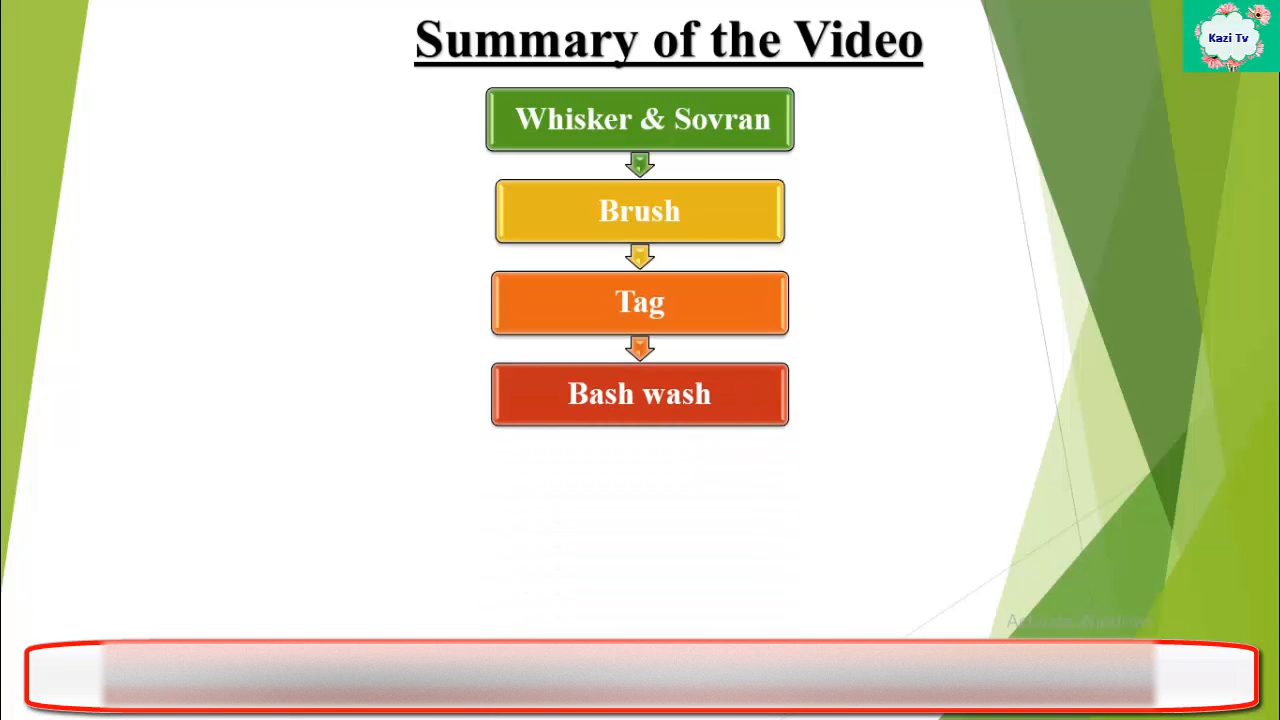 Summary of the Video
Kazi Tv
Whisker & Sovran
Brush
Tag
Bash wash